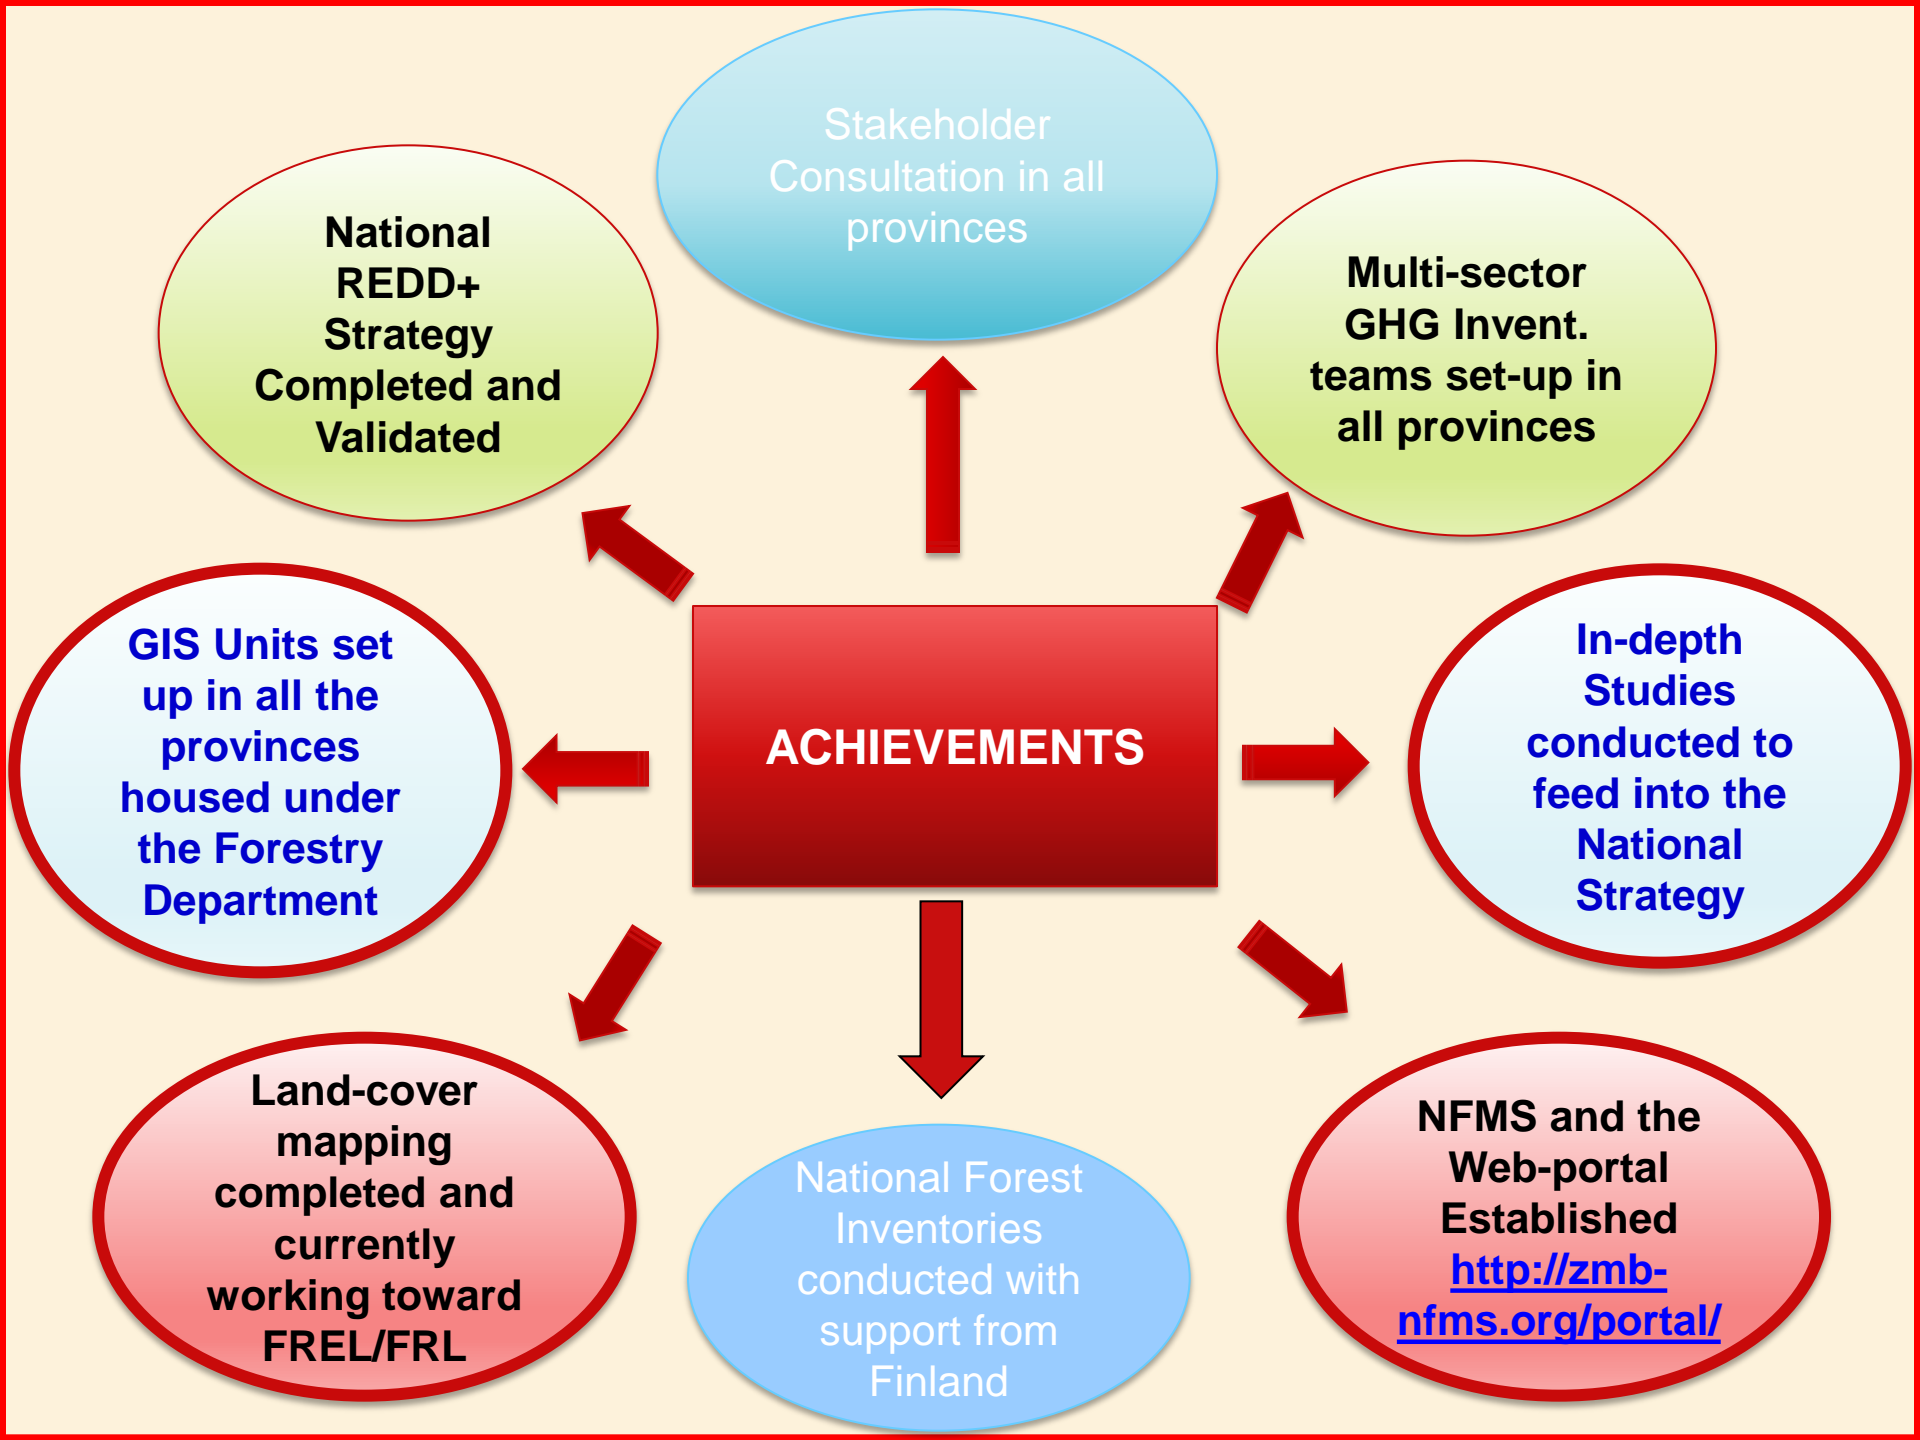 Stakeholder
Consultation in all
provinces
National
REDD+
Strategy
Completed and
Validated
Multi-sector
GHG Invent.
teams set-up in
all provinces
GIS Units set
up in all the
provinces
housed under
the Forestry
Department
ACHIEVEMENTS
In-depth
Studies
conducted to
feed into the
National
Strategy
Land-cover
mapping
completed and
currently
working toward
FREL/FRL
National Forest
Inventories
conducted with
support from
Finland
NFMS and the
Web-portal
Established
http://zmb-
nfms.org/portal/